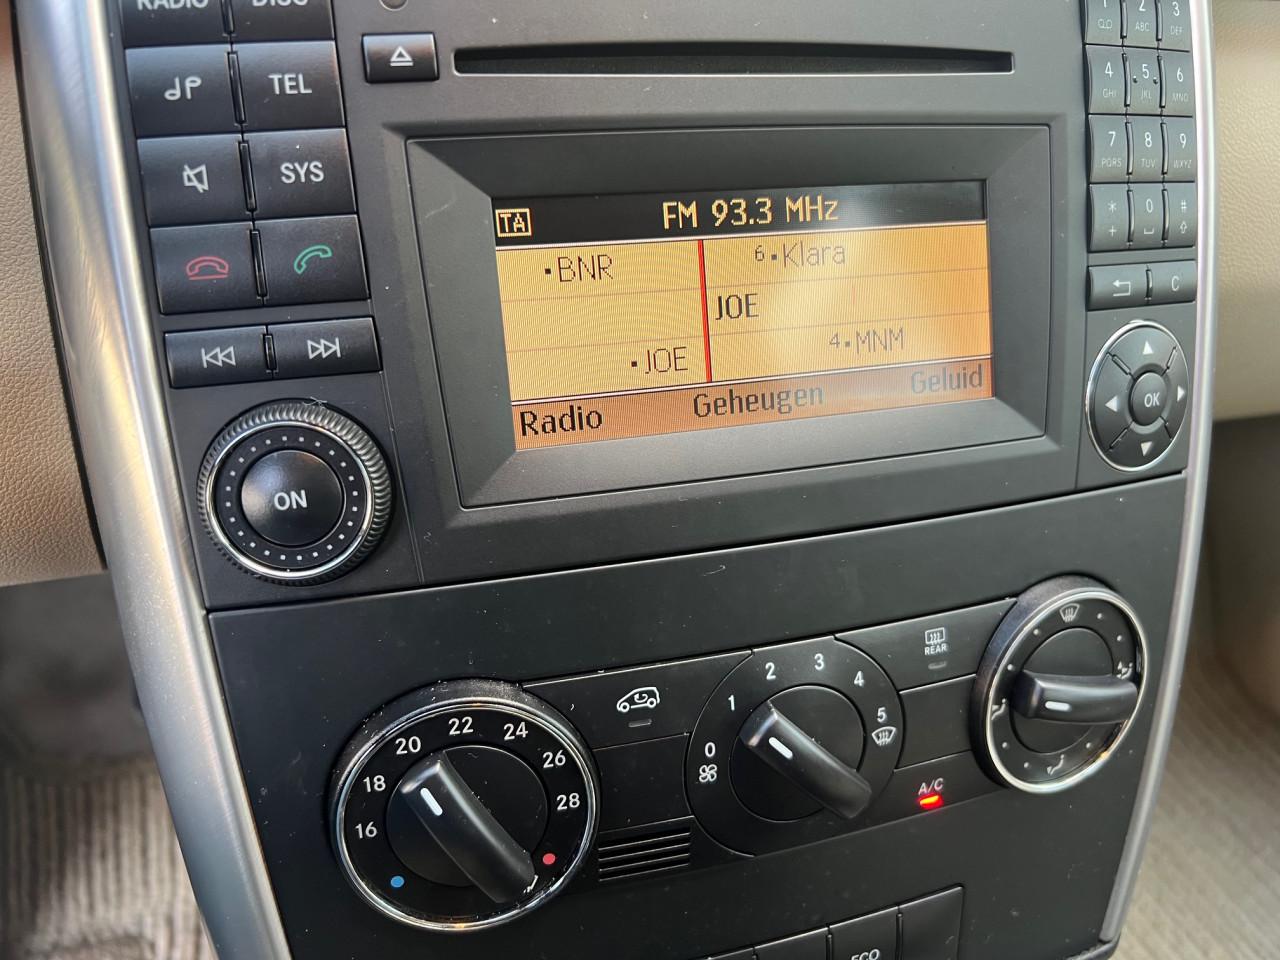 RADIO DISC
TEL
SYS
ON
TA FM 93.3 MHz
BNR 6 Klara
JOE
JOE 4 MNM
Radio Geheugen Geluid
1 2 ABC 3 DEF
4 GHI 5 JKL 6 MNO
7 PQRS 8 TUV 9 WXYZ
* + 0 #
C
OK
16 18 20 22 24 26 28
0 1 2 3 4 5
REAR
A/C
ECO